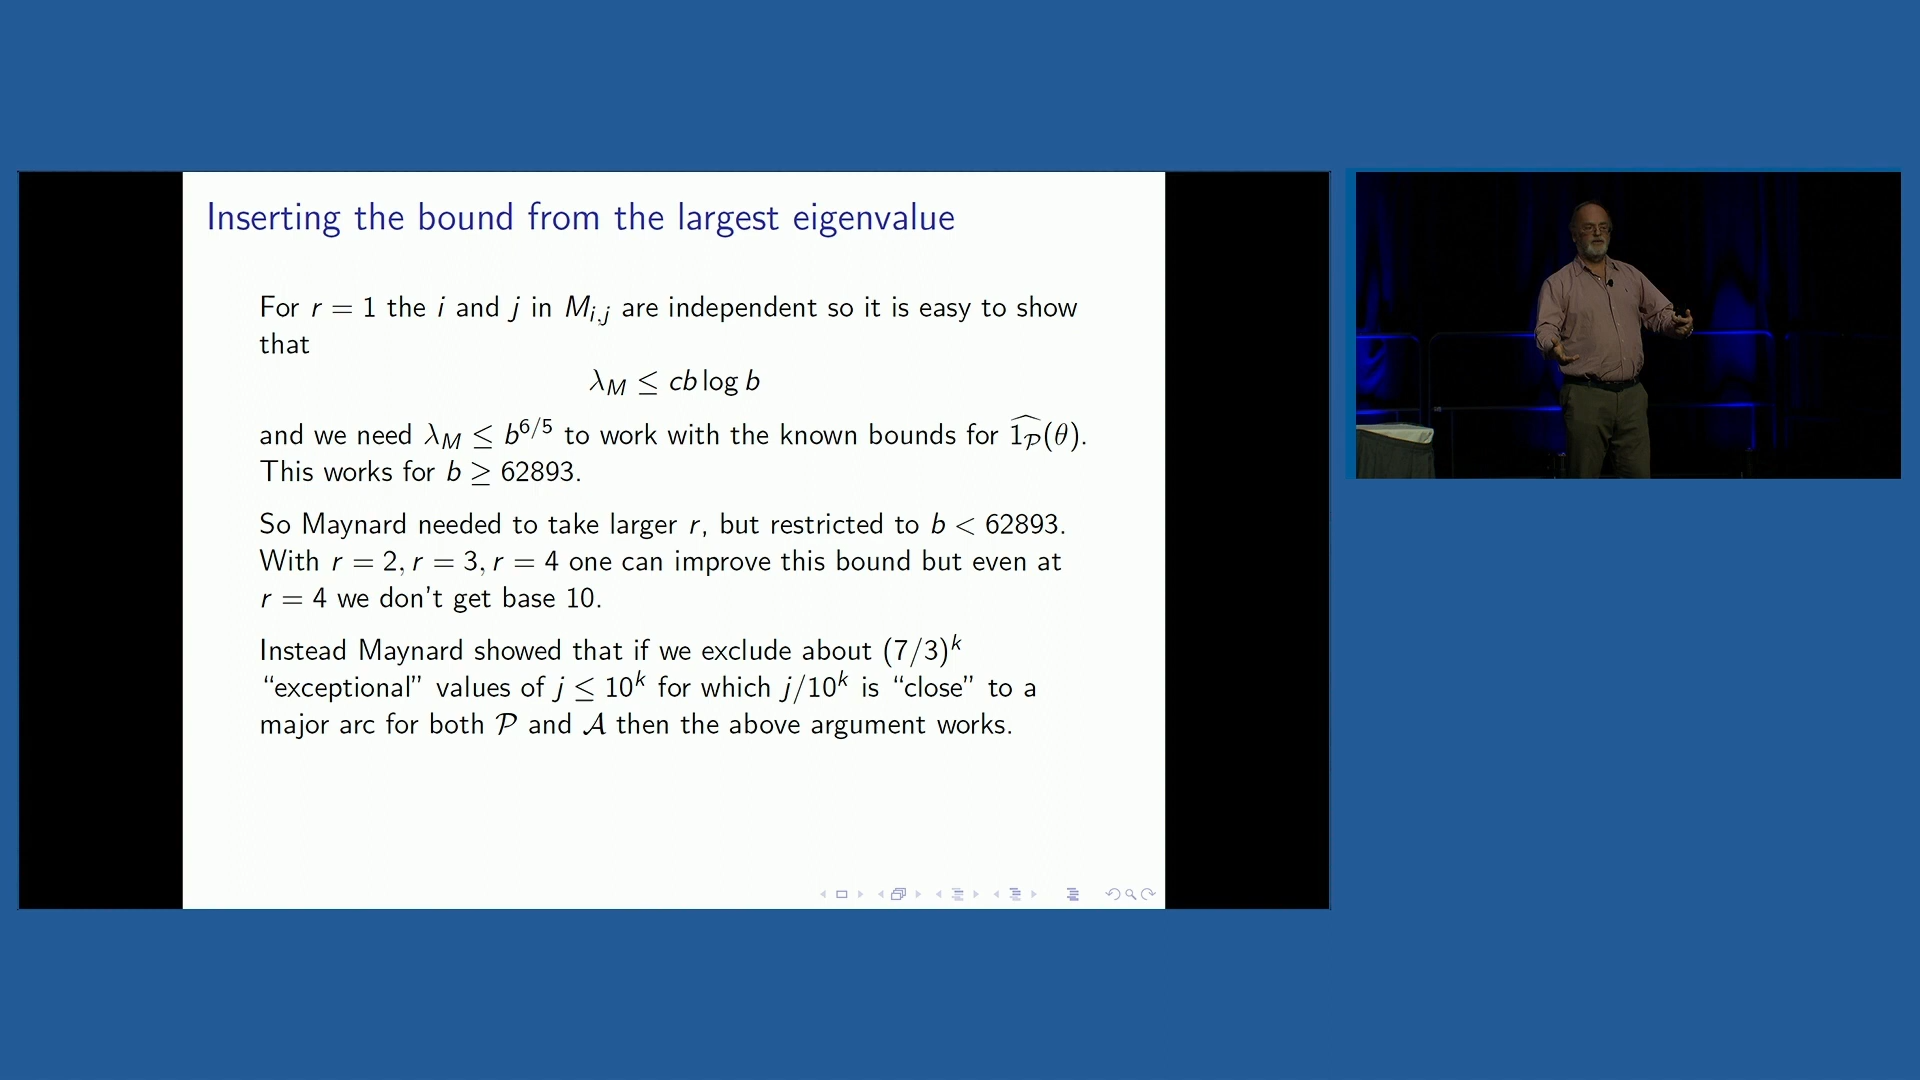 Inserting the bound from the largest eigenvalue
For r = 1 the i and j in M_{i,j} are independent so it is easy to show
that
λ_M ≤ cb log b
and we need λ_M ≤ b^{6/5} to work with the known bounds for \widehat{1_𝒫}(θ).
This works for b ≥ 62893.
So Maynard needed to take larger r, but restricted to b < 62893.
With r = 2, r = 3, r = 4 one can improve this bound but even at
r = 4 we don't get base 10.
Instead Maynard showed that if we exclude about (7/3)^k
“exceptional” values of j ≤ 10^k for which j/10^k is “close” to a
major arc for both 𝒫 and 𝒜 then the above argument works.